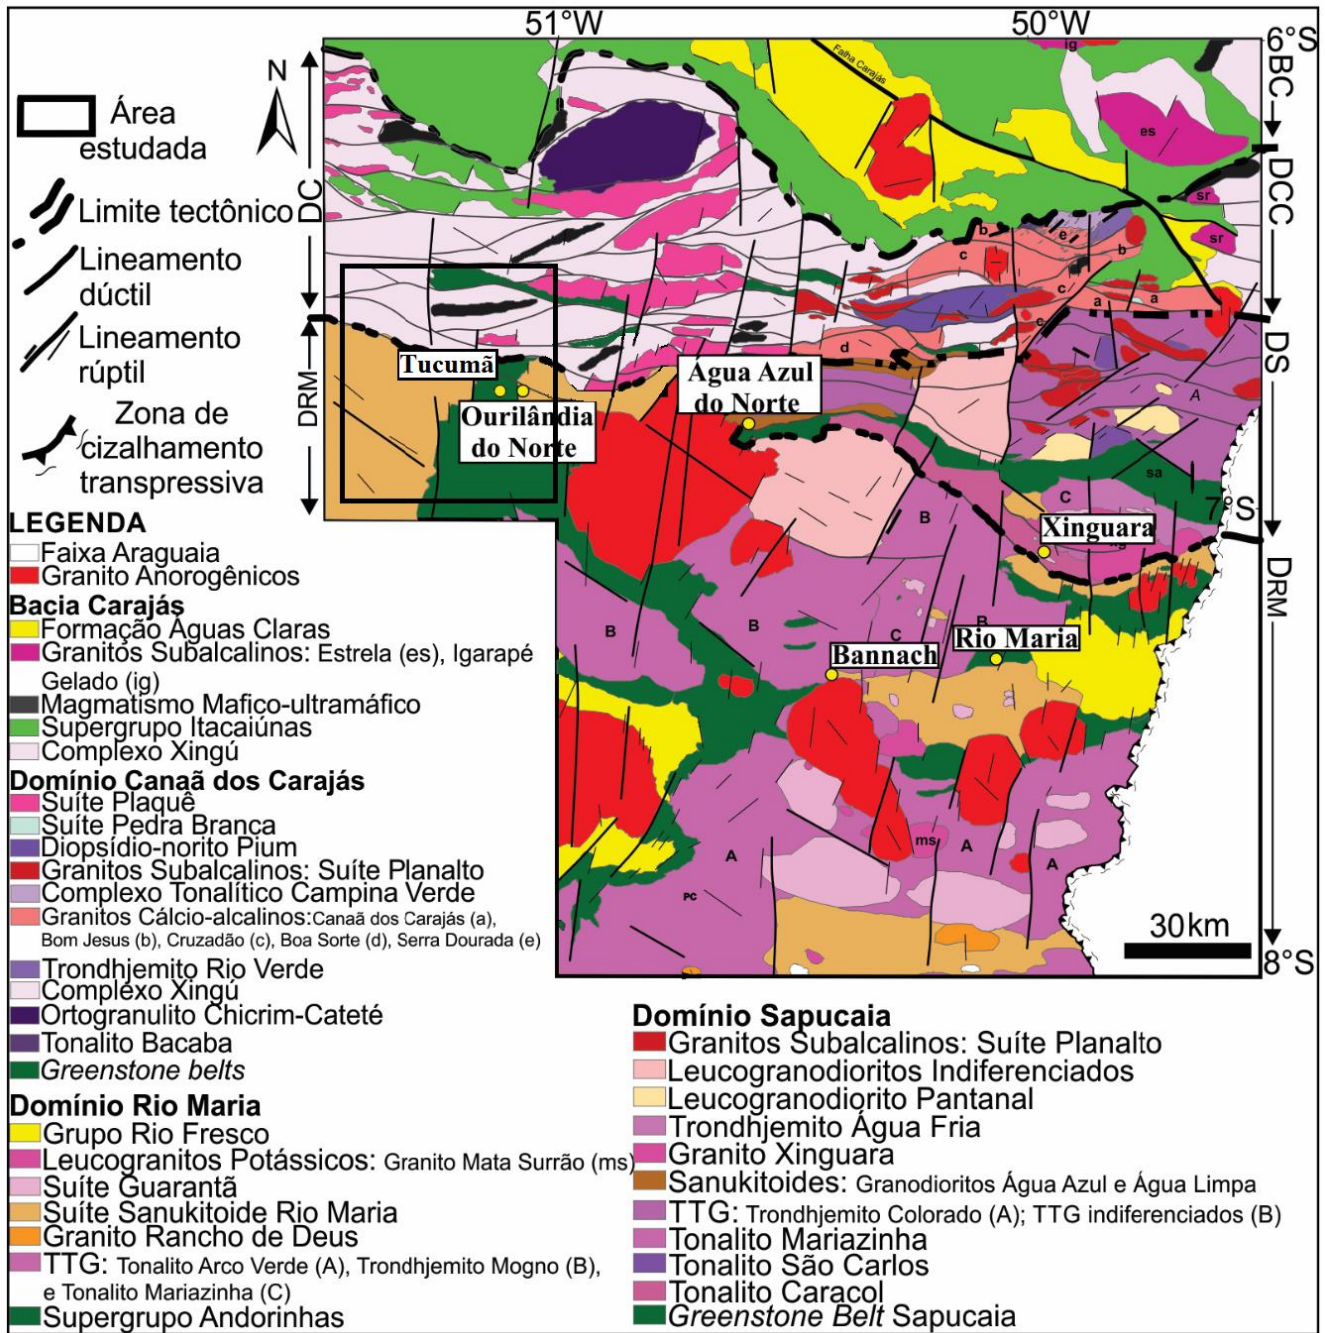 51°W
50°W
6°S
N
Falha Carajás
ig
BC
Área
estudada
es
DC
DCC
Limite tectônico
sr
sr
b
e
b
c
Lineamento
dúctil
c
a
a
c
Lineamento
rúptil
d
DS
Tucumã
DRM
Água Azul
do Norte
A
Zona de
cizalhamento
transpressiva
Ourilândia
do Norte
sa
C
7°S
B
Xinguara
LEGENDA
Faixa Araguaia
Granito Anorogênicos
DRM
Bacia Carajás
Formação Águas Claras
B
B
C
B
Rio Maria
Granitos Subalcalinos: Estrela (es), Igarapé
Gelado (ig)
Bannach
Magmatismo Mafico-ultramáfico
Supergrupo Itacaiúnas
Complexo Xingú
Domínio Canaã dos Carajás
Suíte Plaquê
Suíte Pedra Branca
Diopsídio-norito Pium
ms
A
A
A
Granitos Subalcalinos: Suíte Planalto
Complexo Tonalítico Campina Verde
PC
Granitos Cálcio-alcalinos:Canaã dos Carajás (a),
Bom Jesus (b), Cruzadão (c), Boa Sorte (d), Serra Dourada (e)
30km
Trondhjemito Rio Verde
8°S
Complexo Xingú
Ortogranulito Chicrim-Cateté
Tonalito Bacaba
Greenstone belts
Domínio Rio Maria
Grupo Rio Fresco
Leucogranitos Potássicos: Granito Mata Surrão (ms)
Suíte Guarantã
Suíte Sanukitoide Rio Maria
Granito Rancho de Deus
TTG: Tonalito Arco Verde (A), Trondhjemito Mogno (B),
e Tonalito Mariazinha (C)
Supergrupo Andorinhas
Domínio Sapucaia
Granitos Subalcalinos: Suíte Planalto
Leucogranodioritos Indiferenciados
Leucogranodiorito Pantanal
Trondhjemito Água Fria
Granito Xinguara
Sanukitoides: Granodioritos Água Azul e Água Limpa
TTG: Trondhjemito Colorado (A); TTG indiferenciados (B)
Tonalito Mariazinha
Tonalito São Carlos
Tonalito Caracol
Greenstone Belt Sapucaia